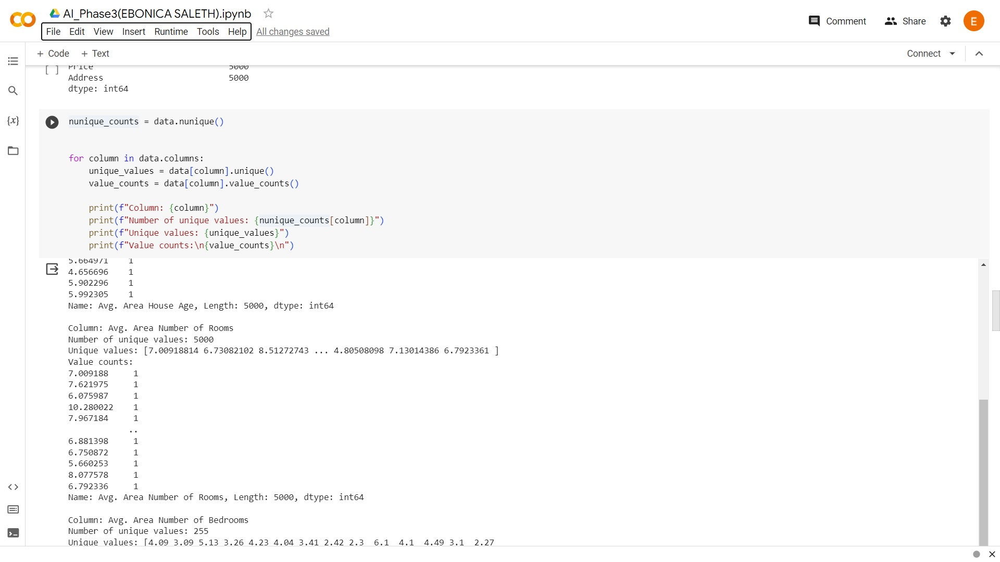 AI_Phase3(EBONICA SALETH).ipynb
File Edit View Insert Runtime Tools Help All changes saved
Comment Share E
+ Code + Text
Connect
[ ] Price 5000
Address 5000
dtype: int64
{x}
nunique_counts = data.nunique()
for column in data.columns:
unique_values = data[column].unique()
value_counts = data[column].value_counts()
print(f"Column: {column}")
print(f"Number of unique values: {nunique_counts[column]}")
print(f"Unique values: {unique_values}")
print(f"Value counts:\n{value_counts}\n")
5.664971 1
4.656696 1
5.902296 1
5.992305 1
Name: Avg. Area House Age, Length: 5000, dtype: int64
Column: Avg. Area Number of Rooms
Number of unique values: 5000
Unique values: [7.00918814 6.73082102 8.51272743 ... 4.80508098 7.13014386 6.7923361 ]
Value counts:
7.009188 1
7.621975 1
6.075987 1
10.280022 1
7.967184 1
..
6.881398 1
6.750872 1
5.660253 1
8.077578 1
6.792336 1
Name: Avg. Area Number of Rooms, Length: 5000, dtype: int64
Column: Avg. Area Number of Bedrooms
Number of unique values: 255
Unique values: [4.09 3.09 5.13 3.26 4.23 4.04 3.41 2.42 2.3 6.1 4.1 4.49 3.1 2.27